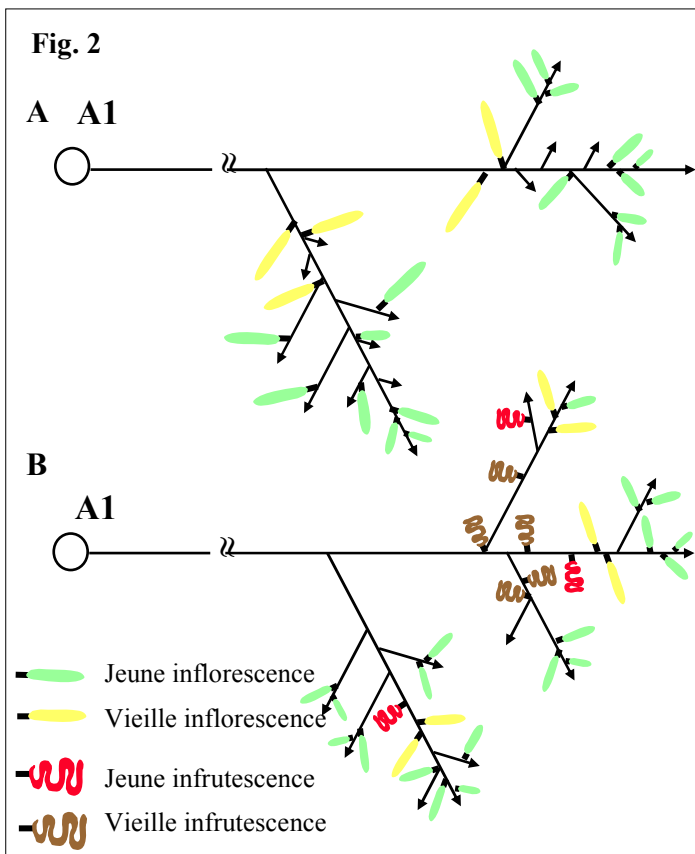 Fig. 2
A A1
B
A1
Jeune inflorescence
Vieille inflorescence
Jeune infrutescence
Vieille infrutescence